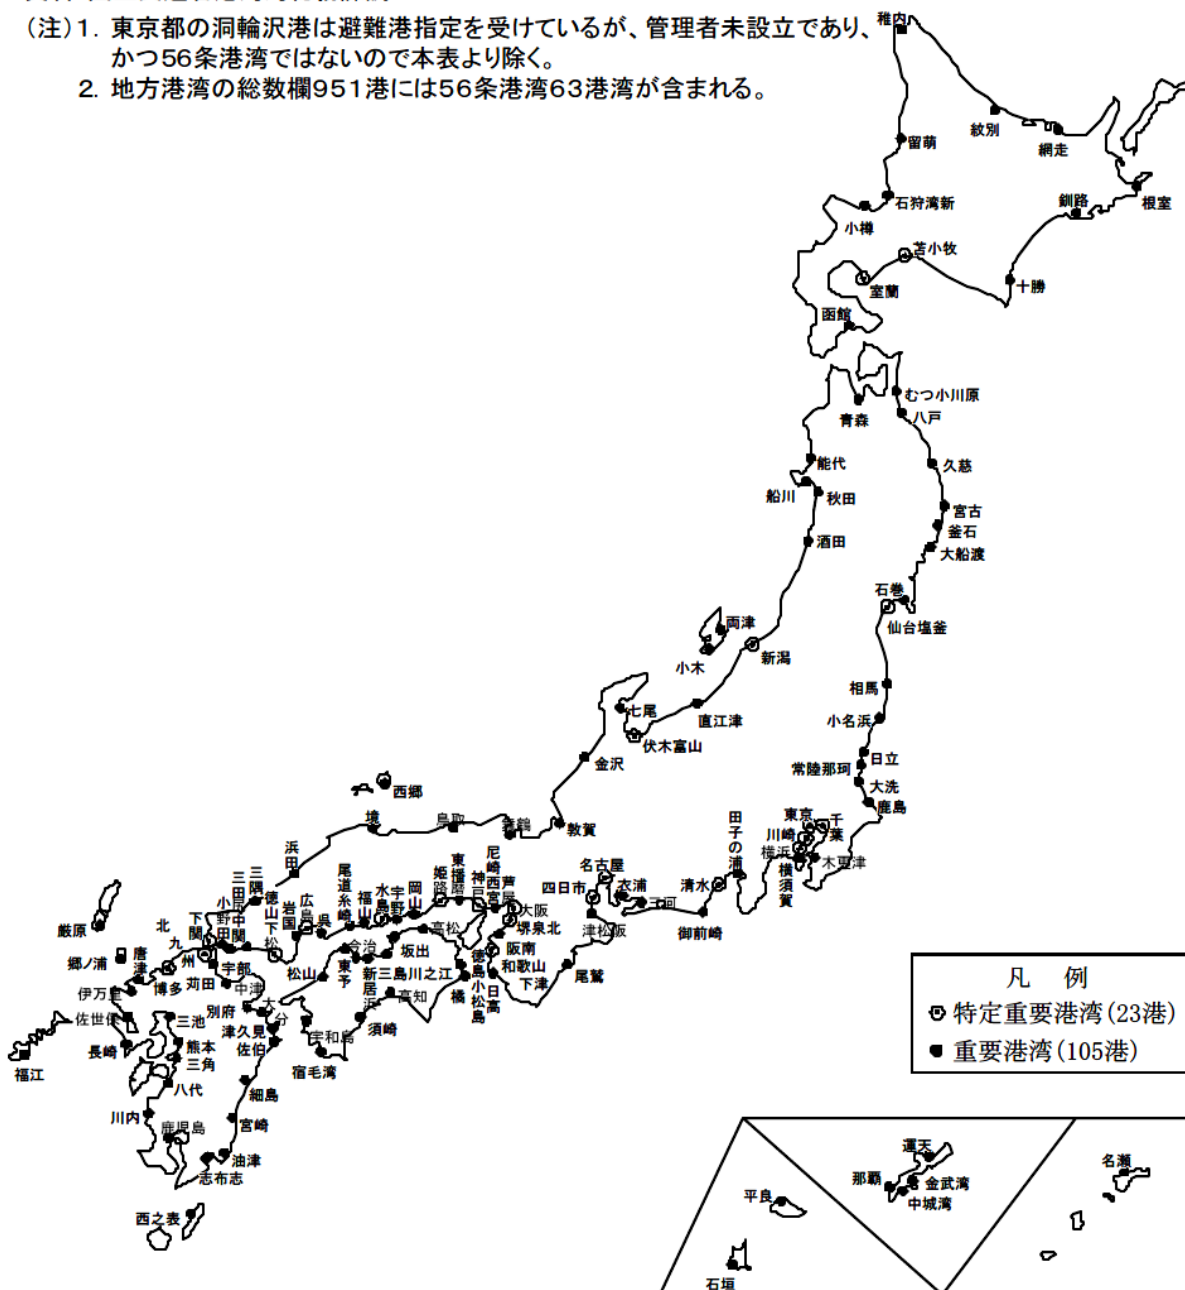 (注)1. 東京都の洞輪沢港は避難港指定を受けているが、管理者未設立であり、
かつ56条港湾ではないので本表より除く。
2. 地方港湾の総数欄951港には56条港湾63港湾が含まれる。
稚内
紋別
網走
留萌
根室
釧路
石狩湾新
小樽
苫小牧
室蘭
十勝
函館
むつ小川原
青森
八戸
能代
久慈
船川
秋田
宮古
釜石
酒田
大船渡
石巻
仙台塩釜
両津
小木
新潟
相馬
七尾
直江津
小名浜
伏木富山
金沢
日立
常陸那珂
大洗
鹿島
西郷
境
鳥取
舞鶴
敦賀
田子の浦
東京
千葉
川崎
横浜
木更津
横須賀
浜田
三隅
三田尻中関
小野田
徳山下松
岩国
広島
呉
尾道糸崎
福山
水島
宇野
岡山
姫路
東播磨
神戸
尼崎西宮芦屋
大阪
堺泉北
阪南
和歌山
下津
日高
名古屋
四日市
衣浦
三河
清水
御前崎
津松阪
尾鷲
下関
北九州
宇部
苅田
中津
別府
大分
津久見
佐伯
松山
今治
東予
新居浜
三島川之江
坂出
高松
徳島小松島
橘
高知
須崎
宇和島
宿毛湾
厳原
郷ノ浦
唐津
博多
伊万里
佐世保
長崎
福江
三池
熊本
三角
八代
川内
鹿児島
細島
宮崎
油津
志布志
西之表
凡 例
特定重要港湾(23港)
重要港湾(105港)
運天
那覇
金武湾
中城湾
名瀬
平良
石垣